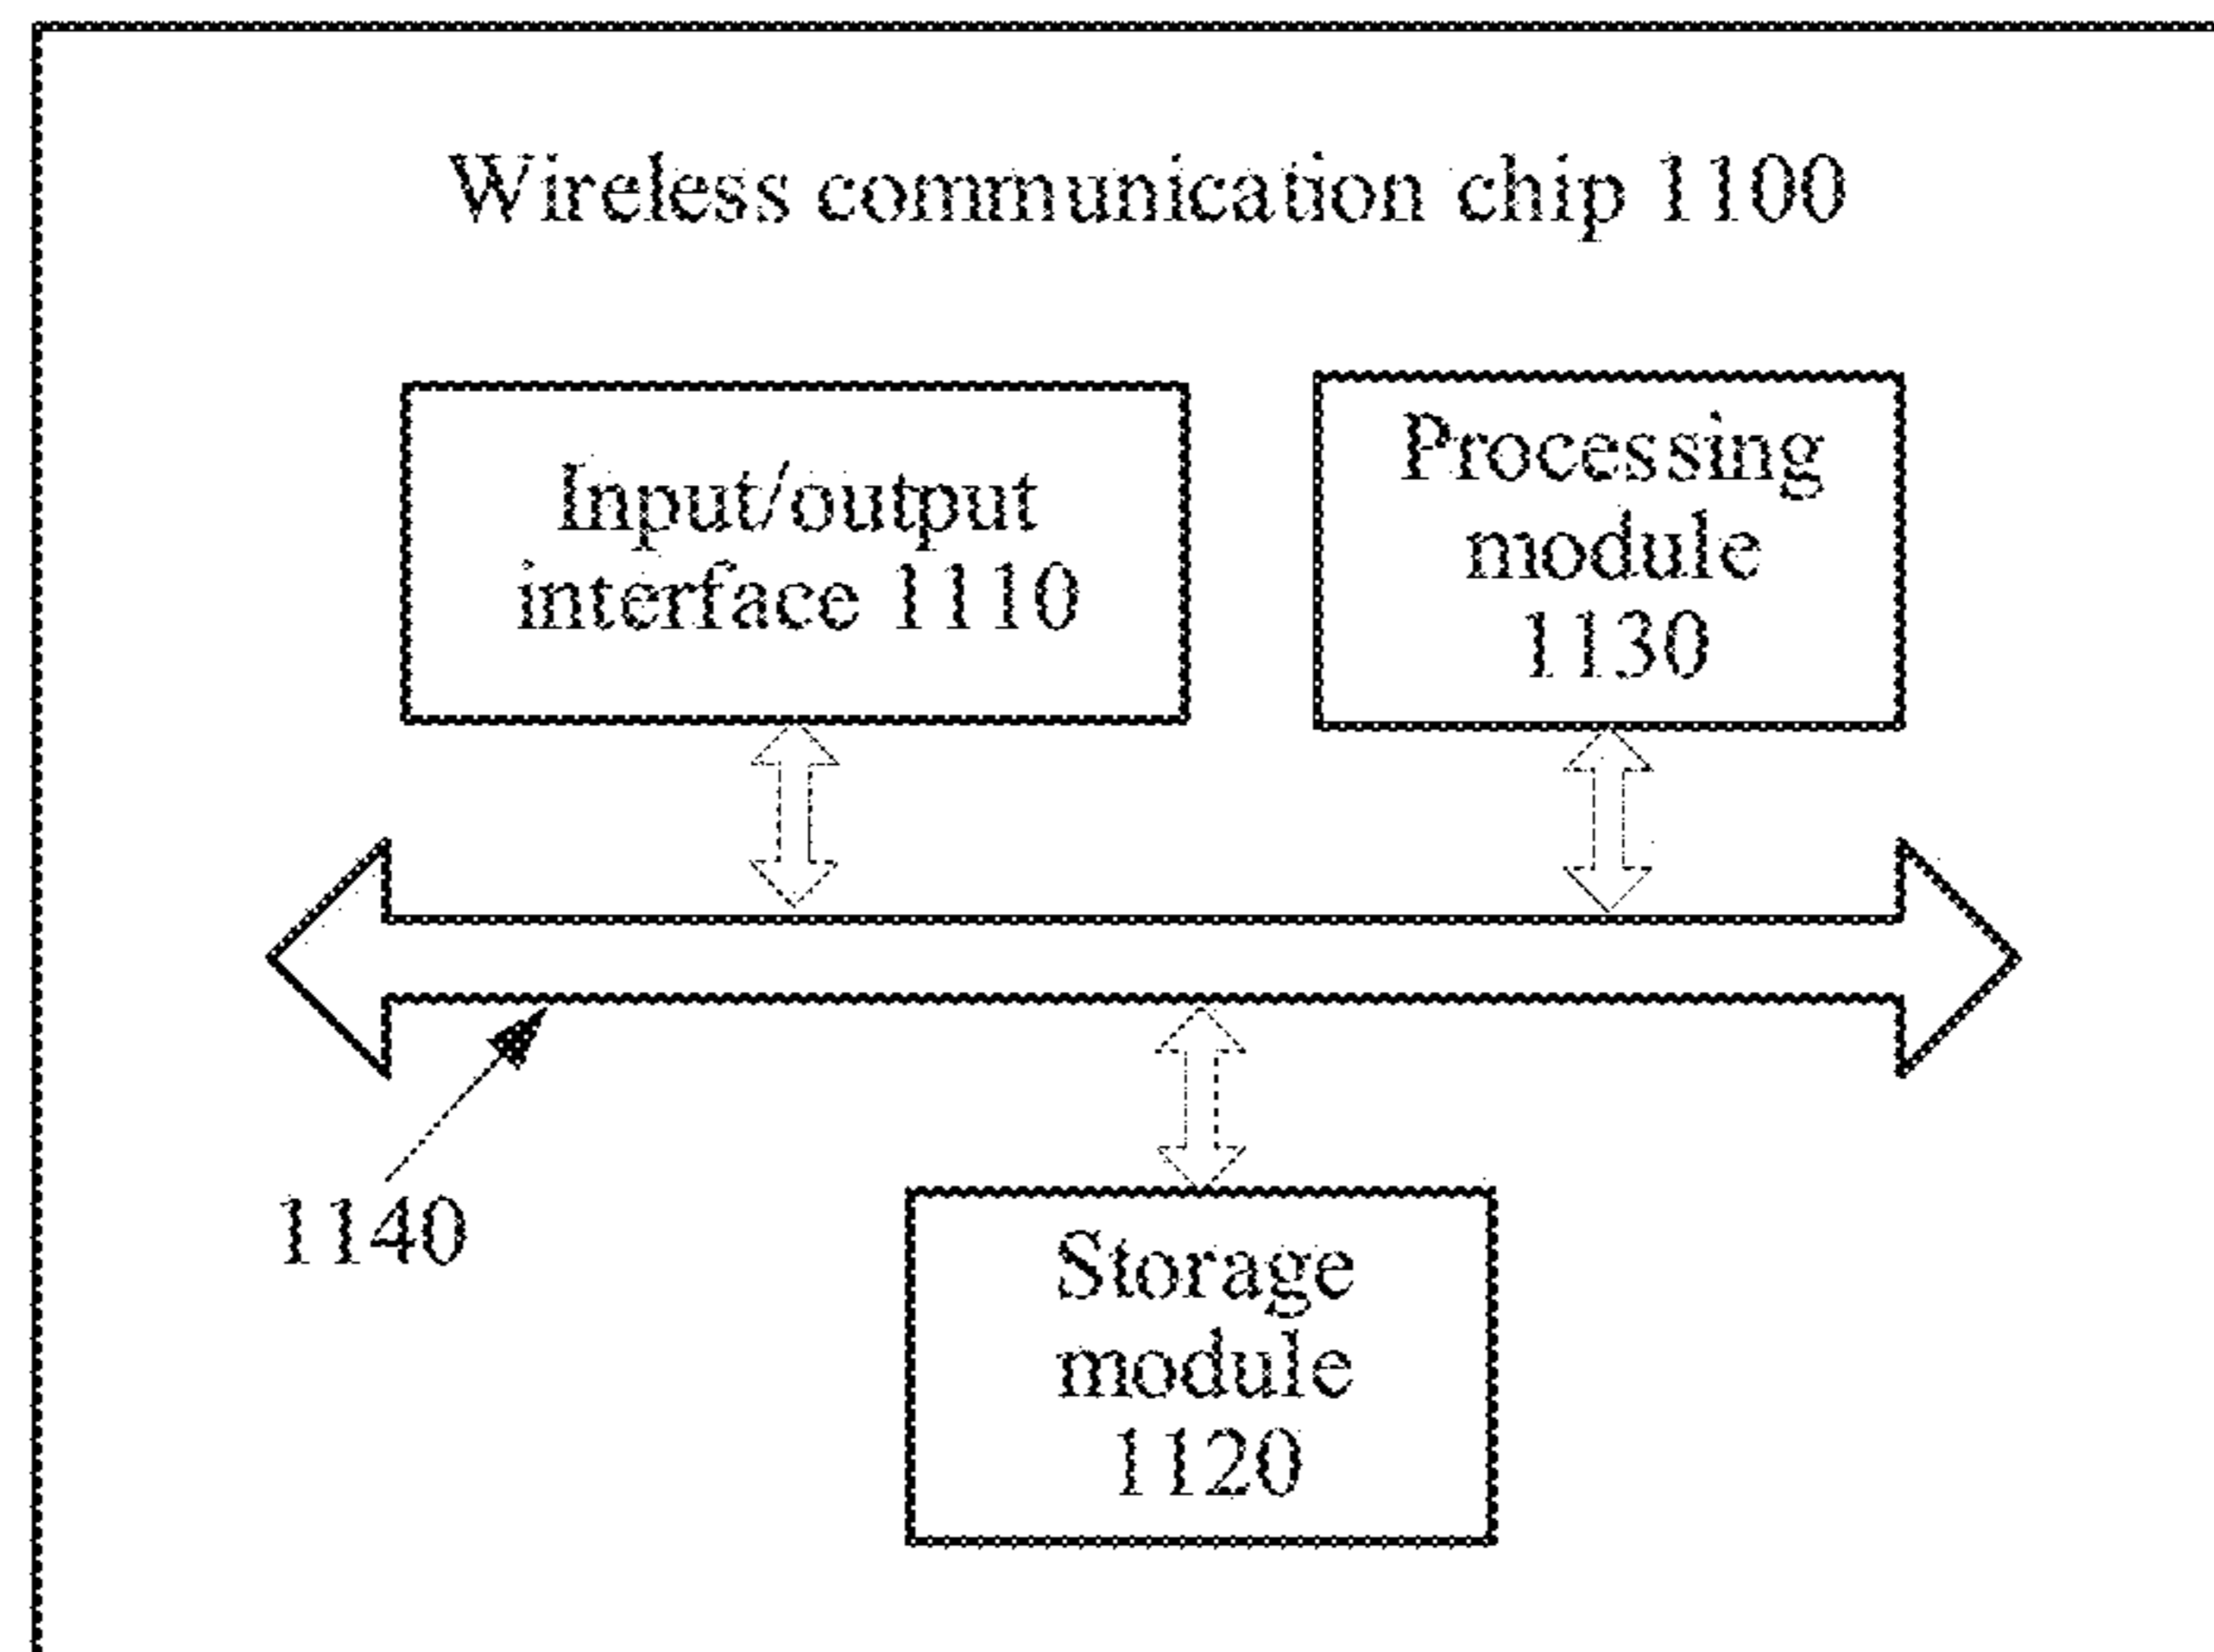 Wireless communication chip 1100
Input/output
interface 1110
Processing
module
1130
1140
Storage
module
1120